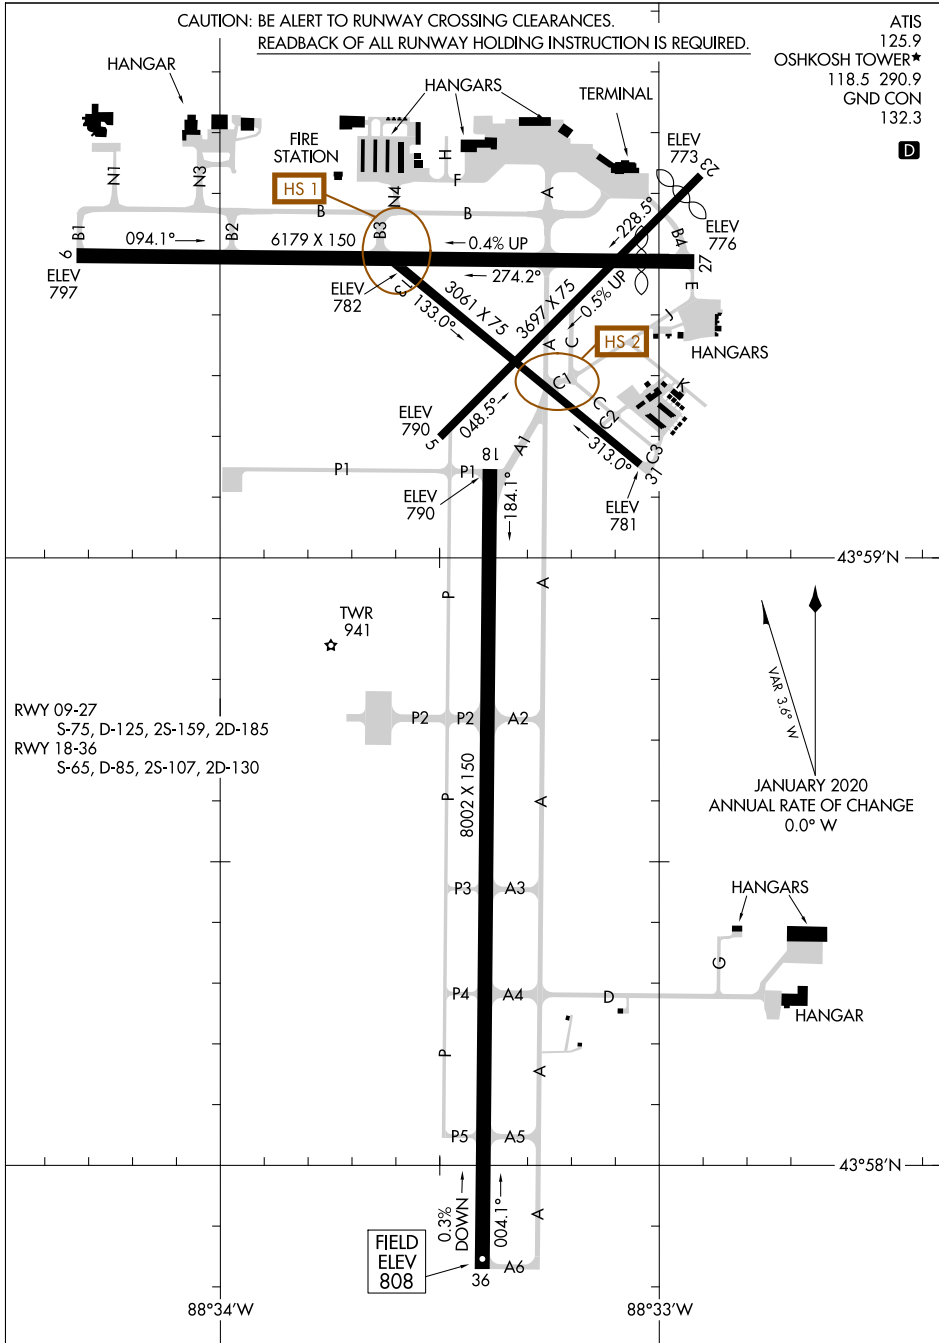 CAUTION: BE ALERT TO RUNWAY CROSSING CLEARANCES.
READBACK OF ALL RUNWAY HOLDING INSTRUCTION IS REQUIRED.
ATIS
125.9
OSHKOSH TOWER★
118.5 290.9
GND CON
132.3
D
HANGAR
HANGARS
TERMINAL
FIRE
STATION
HS 1
ELEV
773
23
N1
N3
N4
H
F
A
B
B
B1
B2
B3
B4
228.5°
ELEV
776
9
094.1°
6179 X 150
0.4% UP
274.2°
27
E
ELEV
797
ELEV
782
13
133.0°
3061 X 75
3697 X 75
0.5% UP
A
C
J
HS 2
HANGARS
C1
K
C
C2
C3
ELEV
790
5
048.5°
A1
313.0°
31
ELEV
781
18
P1
P1
ELEV
790
184.1°
43°59'N
P
A
TWR
941
VAR 3.6° W
JANUARY 2020
ANNUAL RATE OF CHANGE
0.0° W
RWY 09-27
S-75, D-125, 2S-159, 2D-185
RWY 18-36
S-65, D-85, 2S-107, 2D-130
P2
P2
A2
8002 X 150
P
A
P3
A3
HANGARS
G
P4
A4
D
HANGAR
P
A
P5
A5
43°58'N
0.3%
DOWN
004.1°
A
FIELD
ELEV
808
36
A6
88°34'W
88°33'W